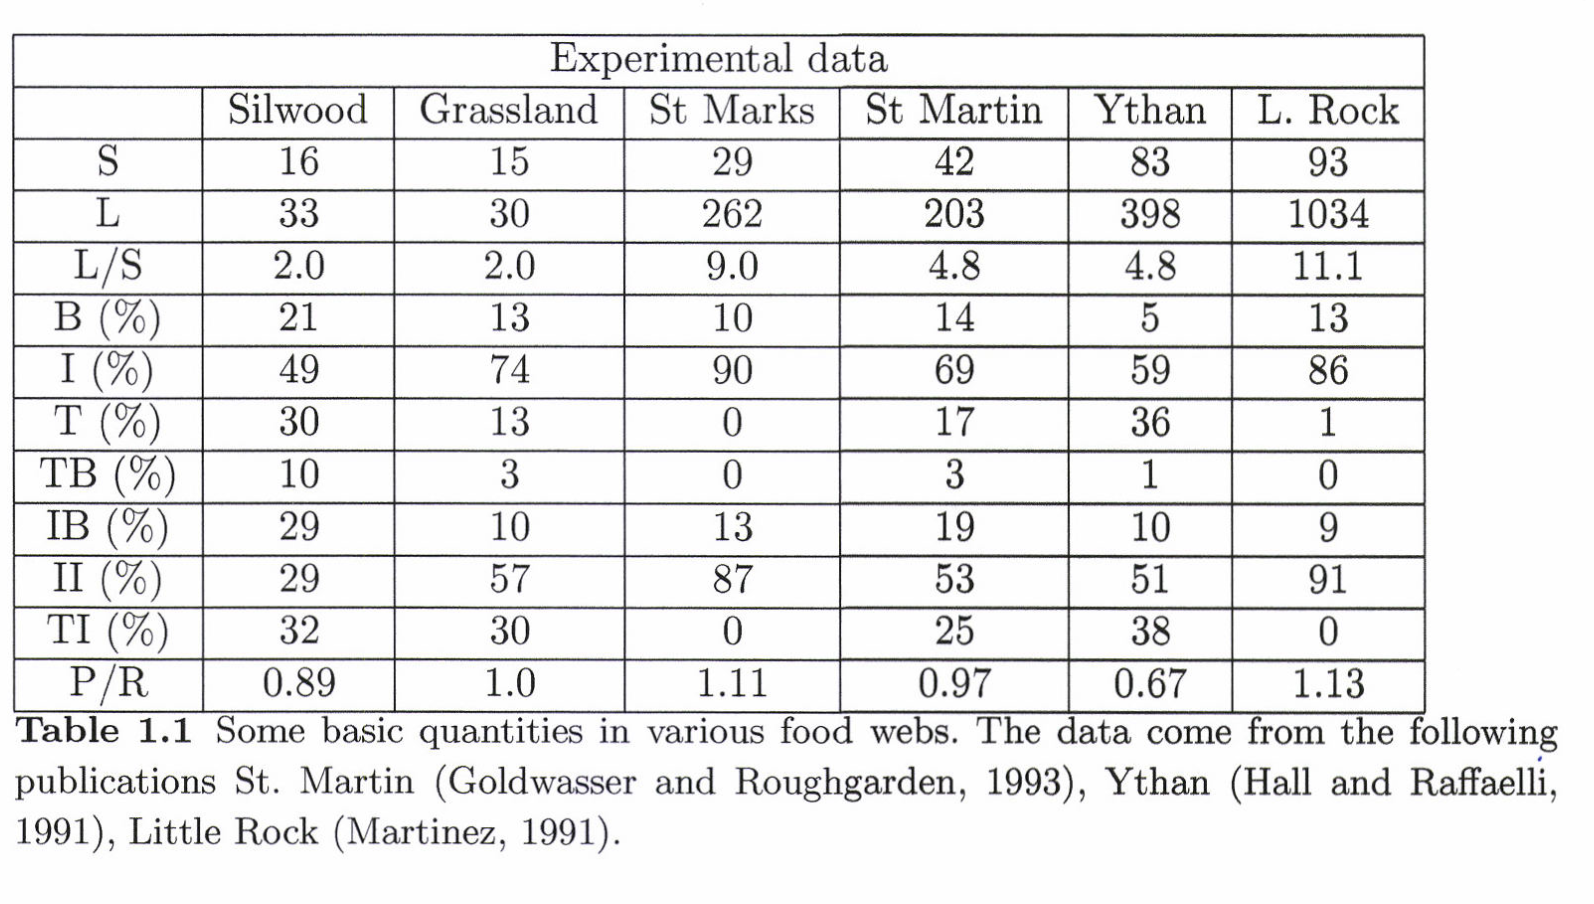 Experimental data
Silwood Grassland St Marks St Martin Ythan L. Rock
S 16 15 29 42 83 93
L 33 30 262 203 398 1034
L/S 2.0 2.0 9.0 4.8 4.8 11.1
B (%) 21 13 10 14 5 13
I (%) 49 74 90 69 59 86
T (%) 30 13 0 17 36 1
TB (%) 10 3 0 3 1 0
IB (%) 29 10 13 19 10 9
II (%) 29 57 87 53 51 91
TI (%) 32 30 0 25 38 0
P/R 0.89 1.0 1.11 0.97 0.67 1.13
Table 1.1 Some basic quantities in various food webs. The data come from the following
publications St. Martin (Goldwasser and Roughgarden, 1993), Ythan (Hall and Raffaelli,
1991), Little Rock (Martinez, 1991).